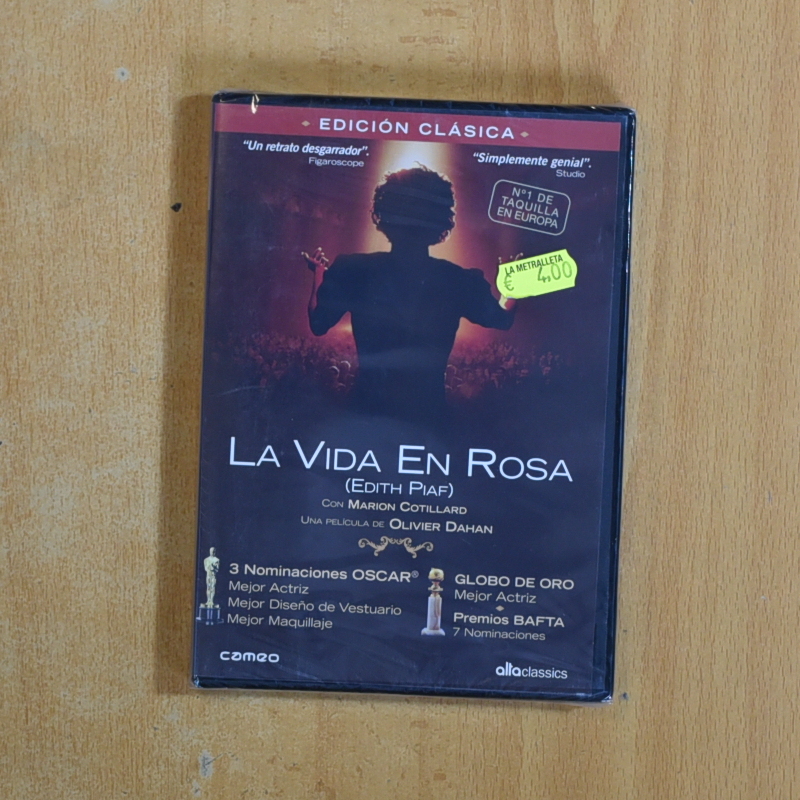 EDICIÓN CLÁSICA
"Un retrato desgarrador".
Figaroscope
"Simplemente genial".
Studio
Nº1 DE
TAQUILLA
EN EUROPA
LA METRALLETA
€ 4,00
LA VIDA EN ROSA
(EDITH PIAF)
CON MARION COTILLARD
UNA PELÍCULA DE OLIVIER DAHAN
3 Nominaciones OSCAR®
Mejor Actriz
Mejor Diseño de Vestuario
Mejor Maquillaje
GLOBO DE ORO
Mejor Actriz
Premios BAFTA
7 Nominaciones
cameo
altaclassics